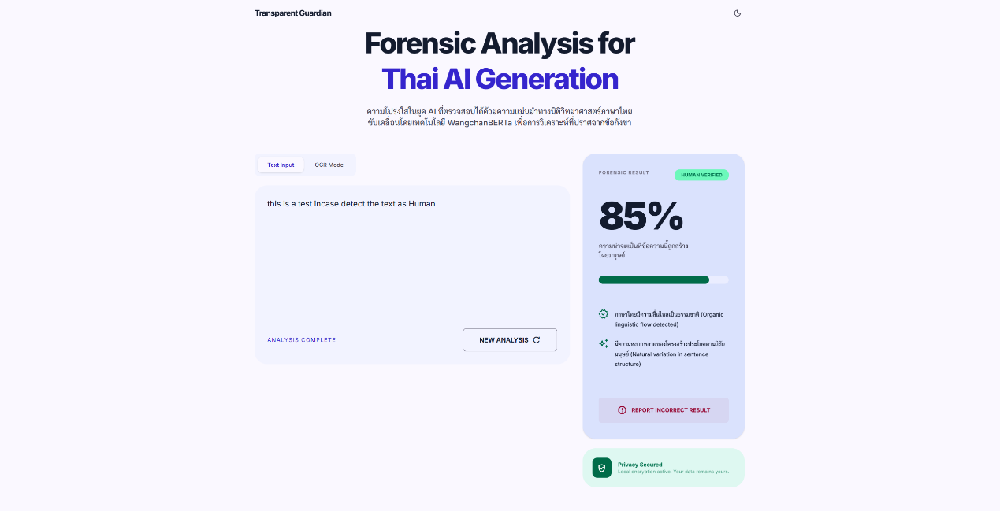 Transparent Guardian
Forensic Analysis for
Thai AI Generation
ความโปร่งใสในยุค AI ที่ตรวจสอบได้ด้วยความแม่นยำทางนิติวิทยาศาสตร์ภาษาไทย
ขับเคลื่อนโดยเทคโนโลยี WangchanBERTa เพื่อการวิเคราะห์ที่ปราศจากข้อกังขา
Text Input
OCR Mode
this is a test incase detect the text as Human
ANALYSIS COMPLETE
NEW ANALYSIS
FORENSIC RESULT
HUMAN VERIFIED
85%
ความน่าจะเป็นที่ข้อความนี้ถูกสร้าง
โดยมนุษย์
ภาษาไทยมีความลื่นไหลเป็นธรรมชาติ (Organic
linguistic flow detected)
มีความหลากหลายของโครงสร้างประโยคตามวิสัย
มนุษย์ (Natural variation in sentence
structure)
REPORT INCORRECT RESULT
Privacy Secured
Local encryption active. Your data remains yours.